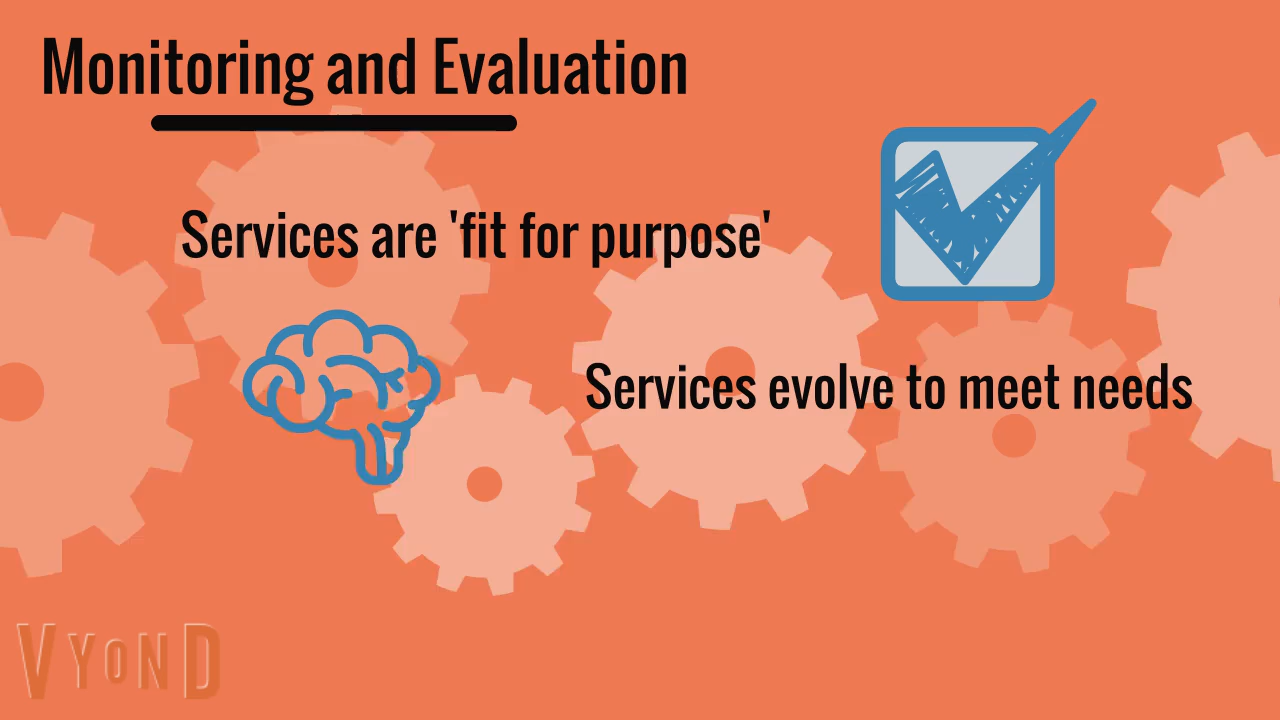 Monitoring and Evaluation
Services are 'fit for purpose'
Services evolve to meet needs
VYOND